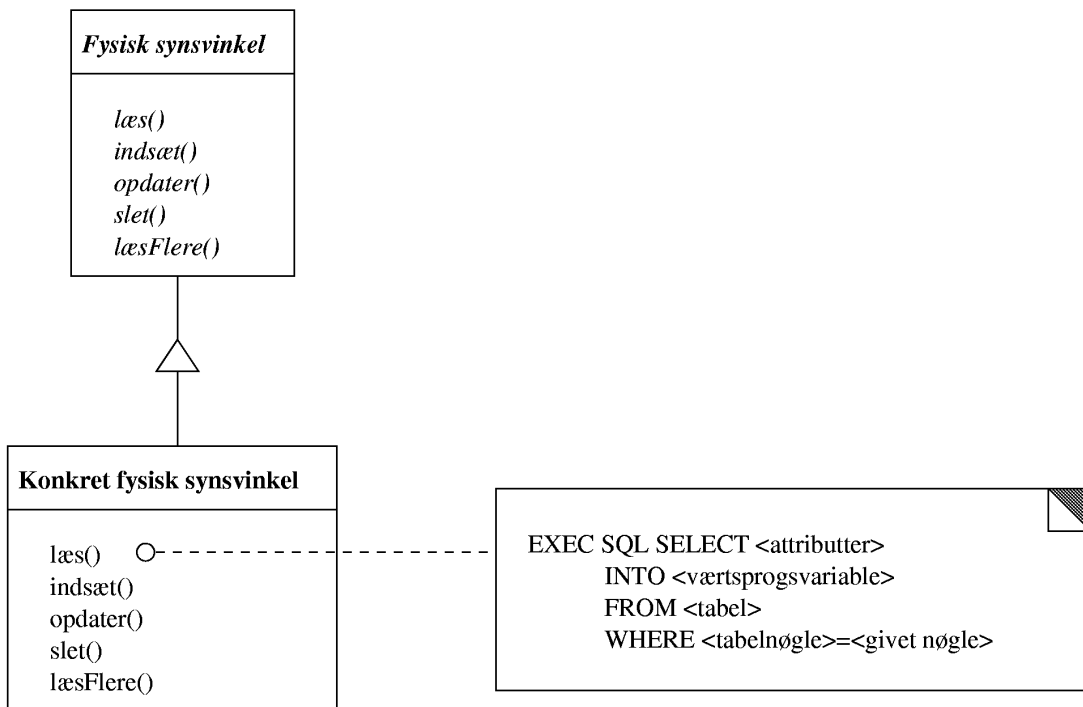 Fysisk synsvinkel
læs()
indsæt()
opdater()
slet()
læsFlere()
Konkret fysisk synsvinkel
læs()
indsæt()
opdater()
slet()
læsFlere()
EXEC SQL SELECT <attributter>
INTO <værtsprogsvariable>
FROM <tabel>
WHERE <tabelnøgle>=<givet nøgle>